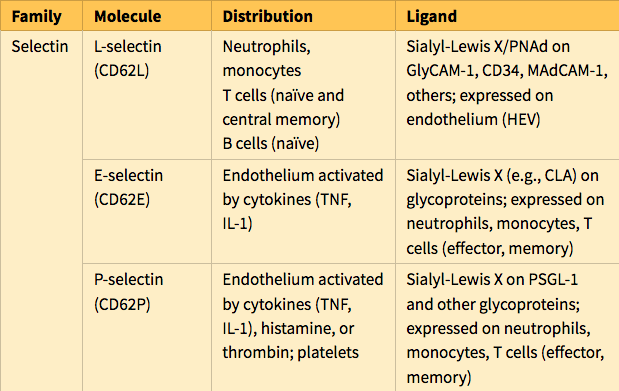 Family Molecule Distribution Ligand
Selectin
L-selectin
(CD62L)
Neutrophils,
monocytes
T cells (naïve and
central memory)
B cells (naïve)
Sialyl-Lewis X/PNAd on
GlyCAM-1, CD34, MAdCAM-1,
others; expressed on
endothelium (HEV)
E-selectin
(CD62E)
Endothelium activated
by cytokines (TNF,
IL-1)
Sialyl-Lewis X (e.g., CLA) on
glycoproteins; expressed on
neutrophils, monocytes, T
cells (effector, memory)
P-selectin
(CD62P)
Endothelium activated
by cytokines (TNF,
IL-1), histamine, or
thrombin; platelets
Sialyl-Lewis X on PSGL-1
and other glycoproteins;
expressed on neutrophils,
monocytes, T cells (effector,
memory)